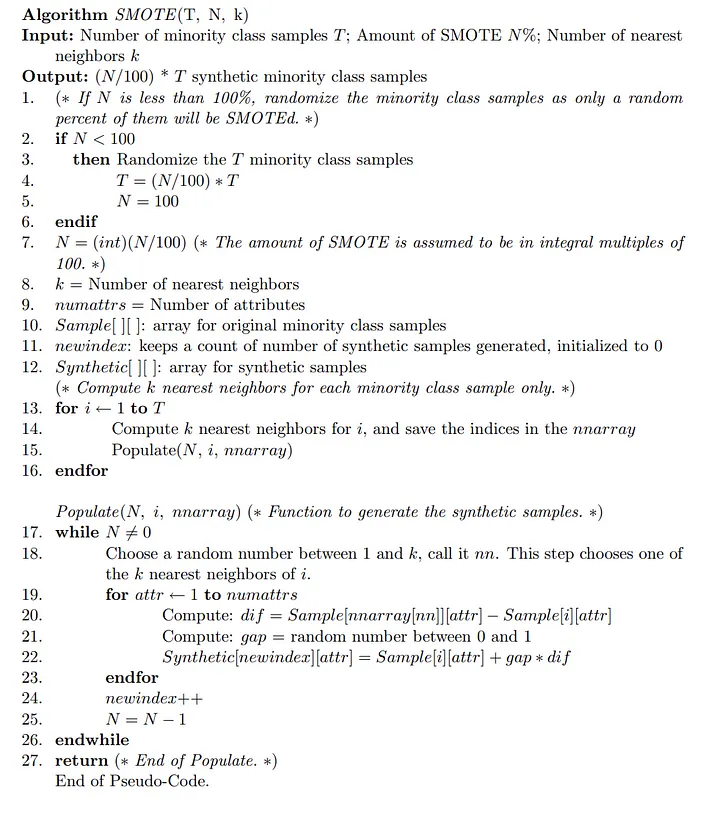 Algorithm SMOTE(T, N, k)
Input: Number of minority class samples T; Amount of SMOTE N%; Number of nearest
neighbors k
Output: (N/100) * T synthetic minority class samples
1. (∗ If N is less than 100%, randomize the minority class samples as only a random
percent of them will be SMOTEd. ∗)
2. if N < 100
3. then Randomize the T minority class samples
4. T = (N/100) ∗ T
5. N = 100
6. endif
7. N = (int)(N/100) (∗ The amount of SMOTE is assumed to be in integral multiples of
100. ∗)
8. k = Number of nearest neighbors
9. numattrs = Number of attributes
10. Sample[ ][ ]: array for original minority class samples
11. newindex: keeps a count of number of synthetic samples generated, initialized to 0
12. Synthetic[ ][ ]: array for synthetic samples
(∗ Compute k nearest neighbors for each minority class sample only. ∗)
13. for i ← 1 to T
14. Compute k nearest neighbors for i, and save the indices in the nnarray
15. Populate(N, i, nnarray)
16. endfor
Populate(N, i, nnarray) (∗ Function to generate the synthetic samples. ∗)
17. while N ≠ 0
18. Choose a random number between 1 and k, call it nn. This step chooses one of
the k nearest neighbors of i.
19. for attr ← 1 to numattrs
20. Compute: dif = Sample[nnarray[nn]][attr] − Sample[i][attr]
21. Compute: gap = random number between 0 and 1
22. Synthetic[newindex][attr] = Sample[i][attr] + gap ∗ dif
23. endfor
24. newindex++
25. N = N − 1
26. endwhile
27. return (∗ End of Populate. ∗)
End of Pseudo-Code.